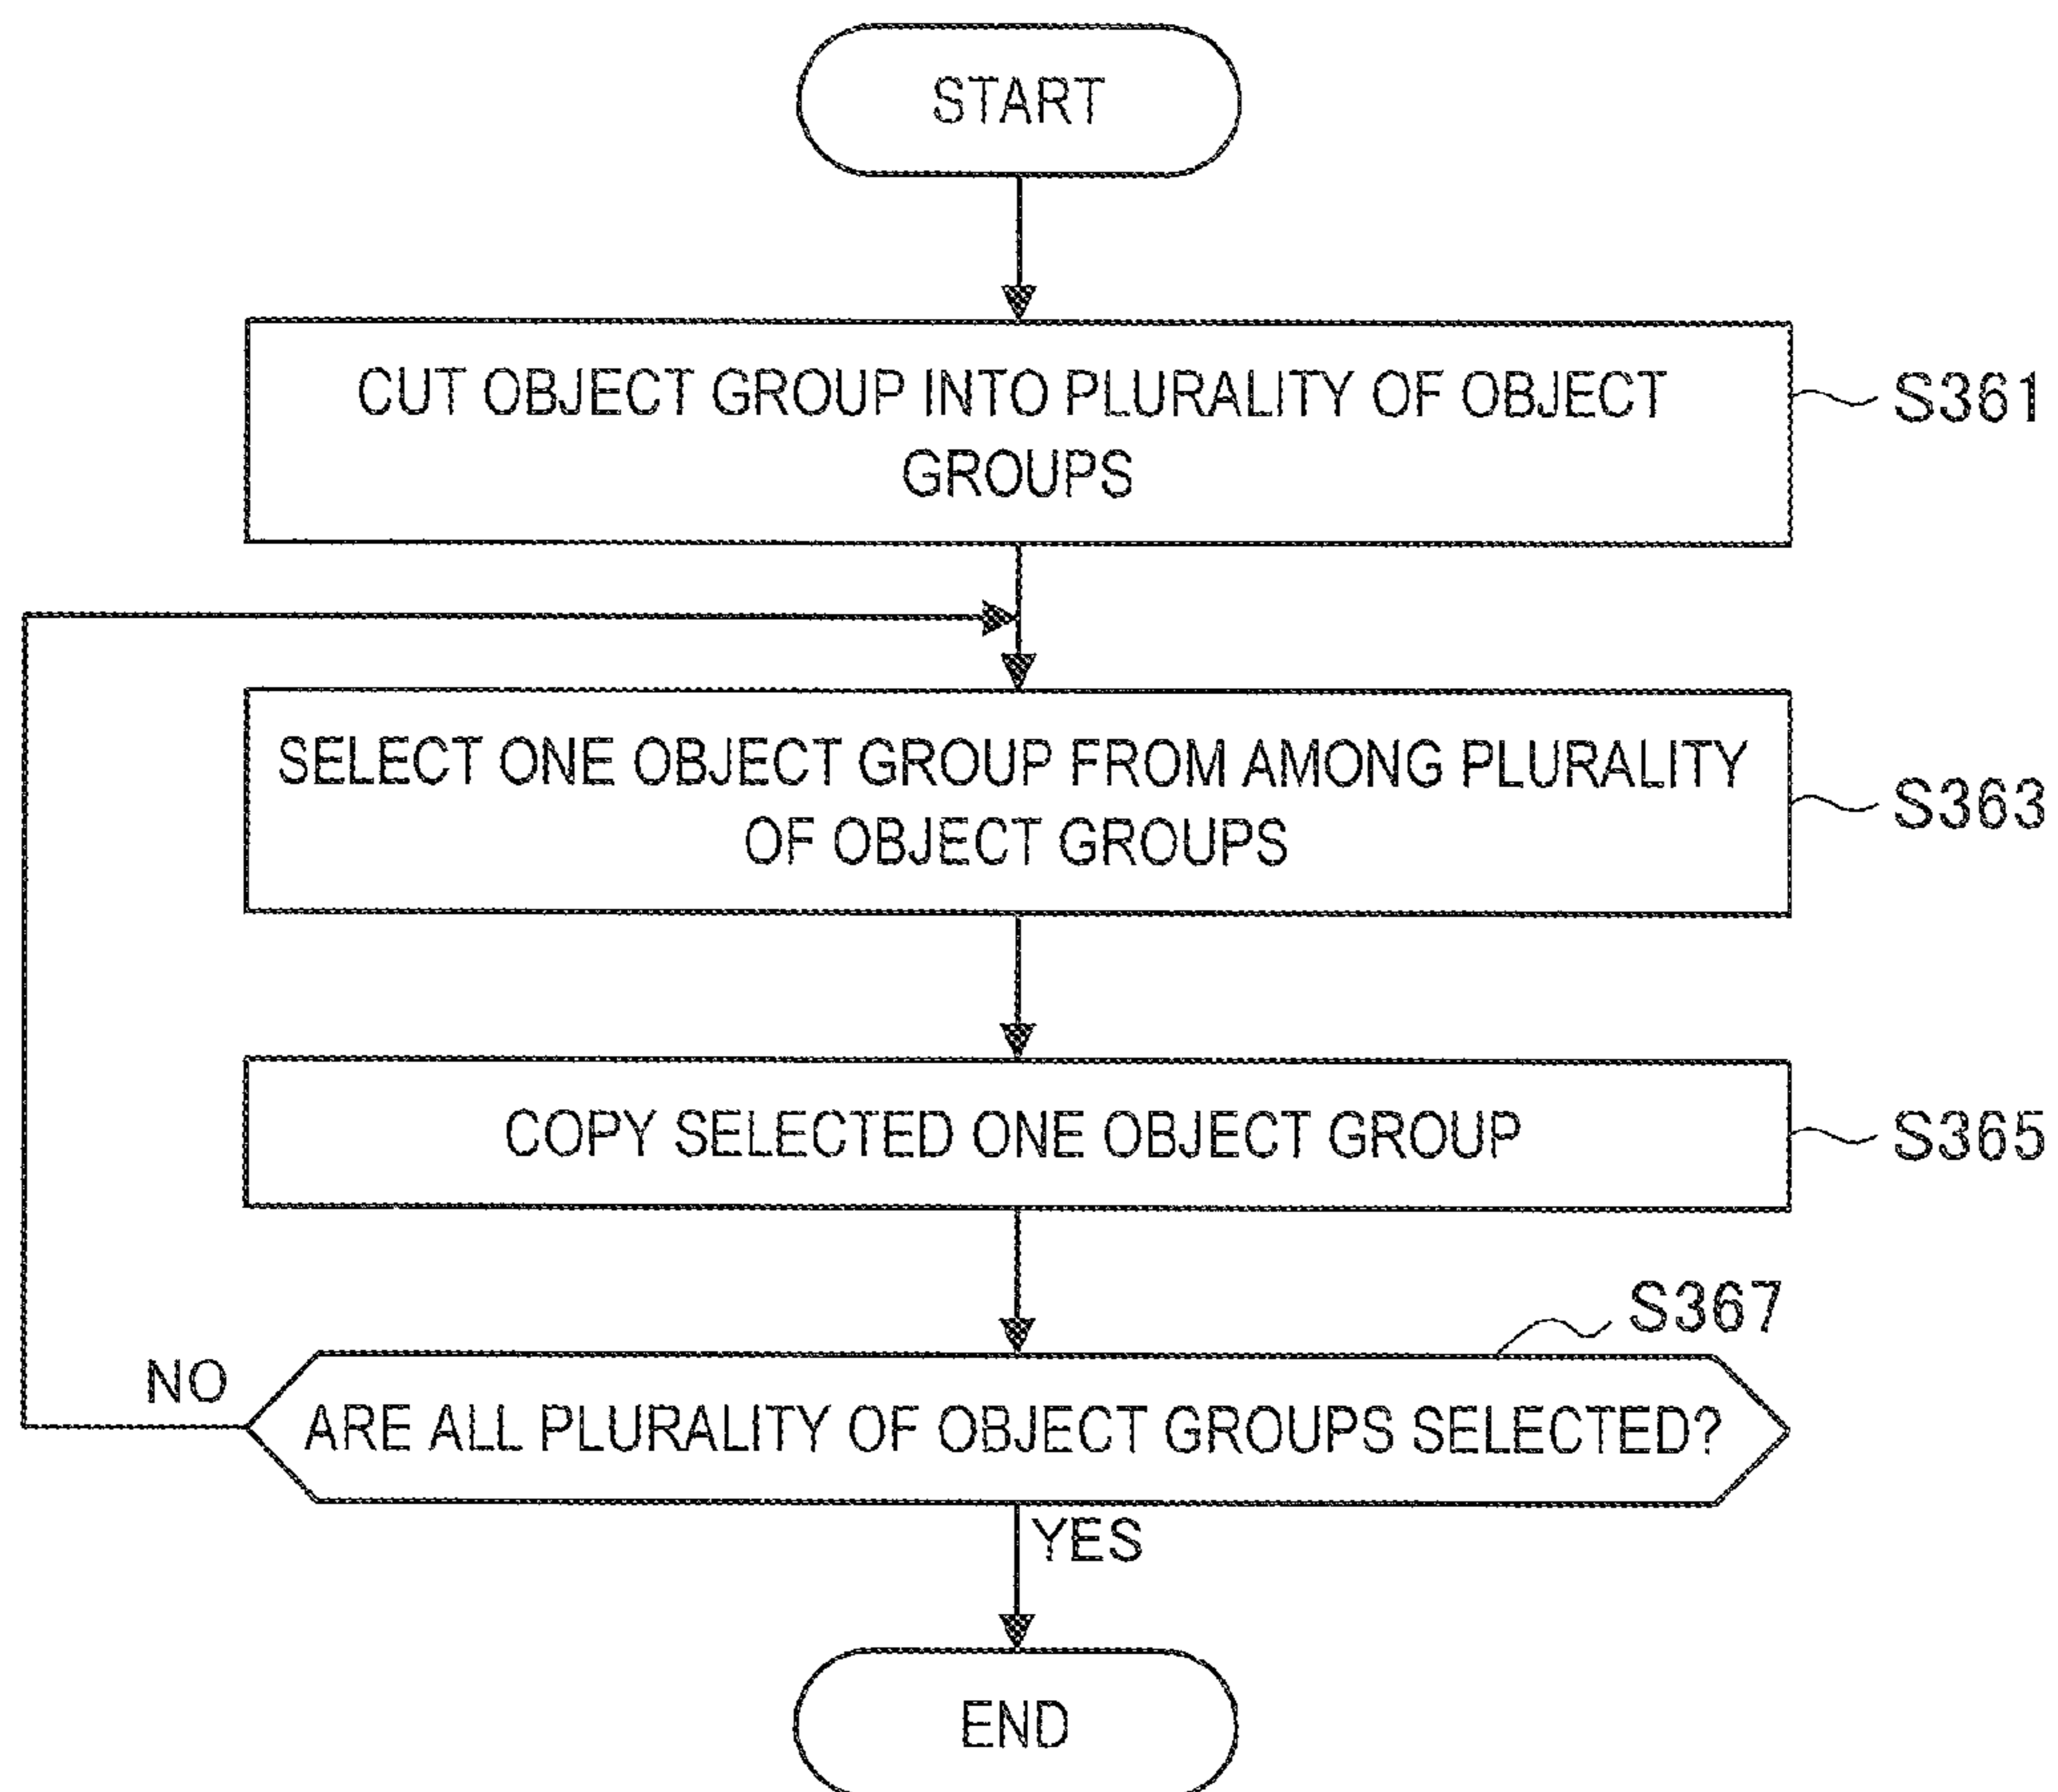 START
CUT OBJECT GROUP INTO PLURALITY OF OBJECT
GROUPS
S361
SELECT ONE OBJECT GROUP FROM AMONG PLURALITY
OF OBJECT GROUPS
S363
COPY SELECTED ONE OBJECT GROUP
S365
S367
NO
ARE ALL PLURALITY OF OBJECT GROUPS SELECTED?
YES
END